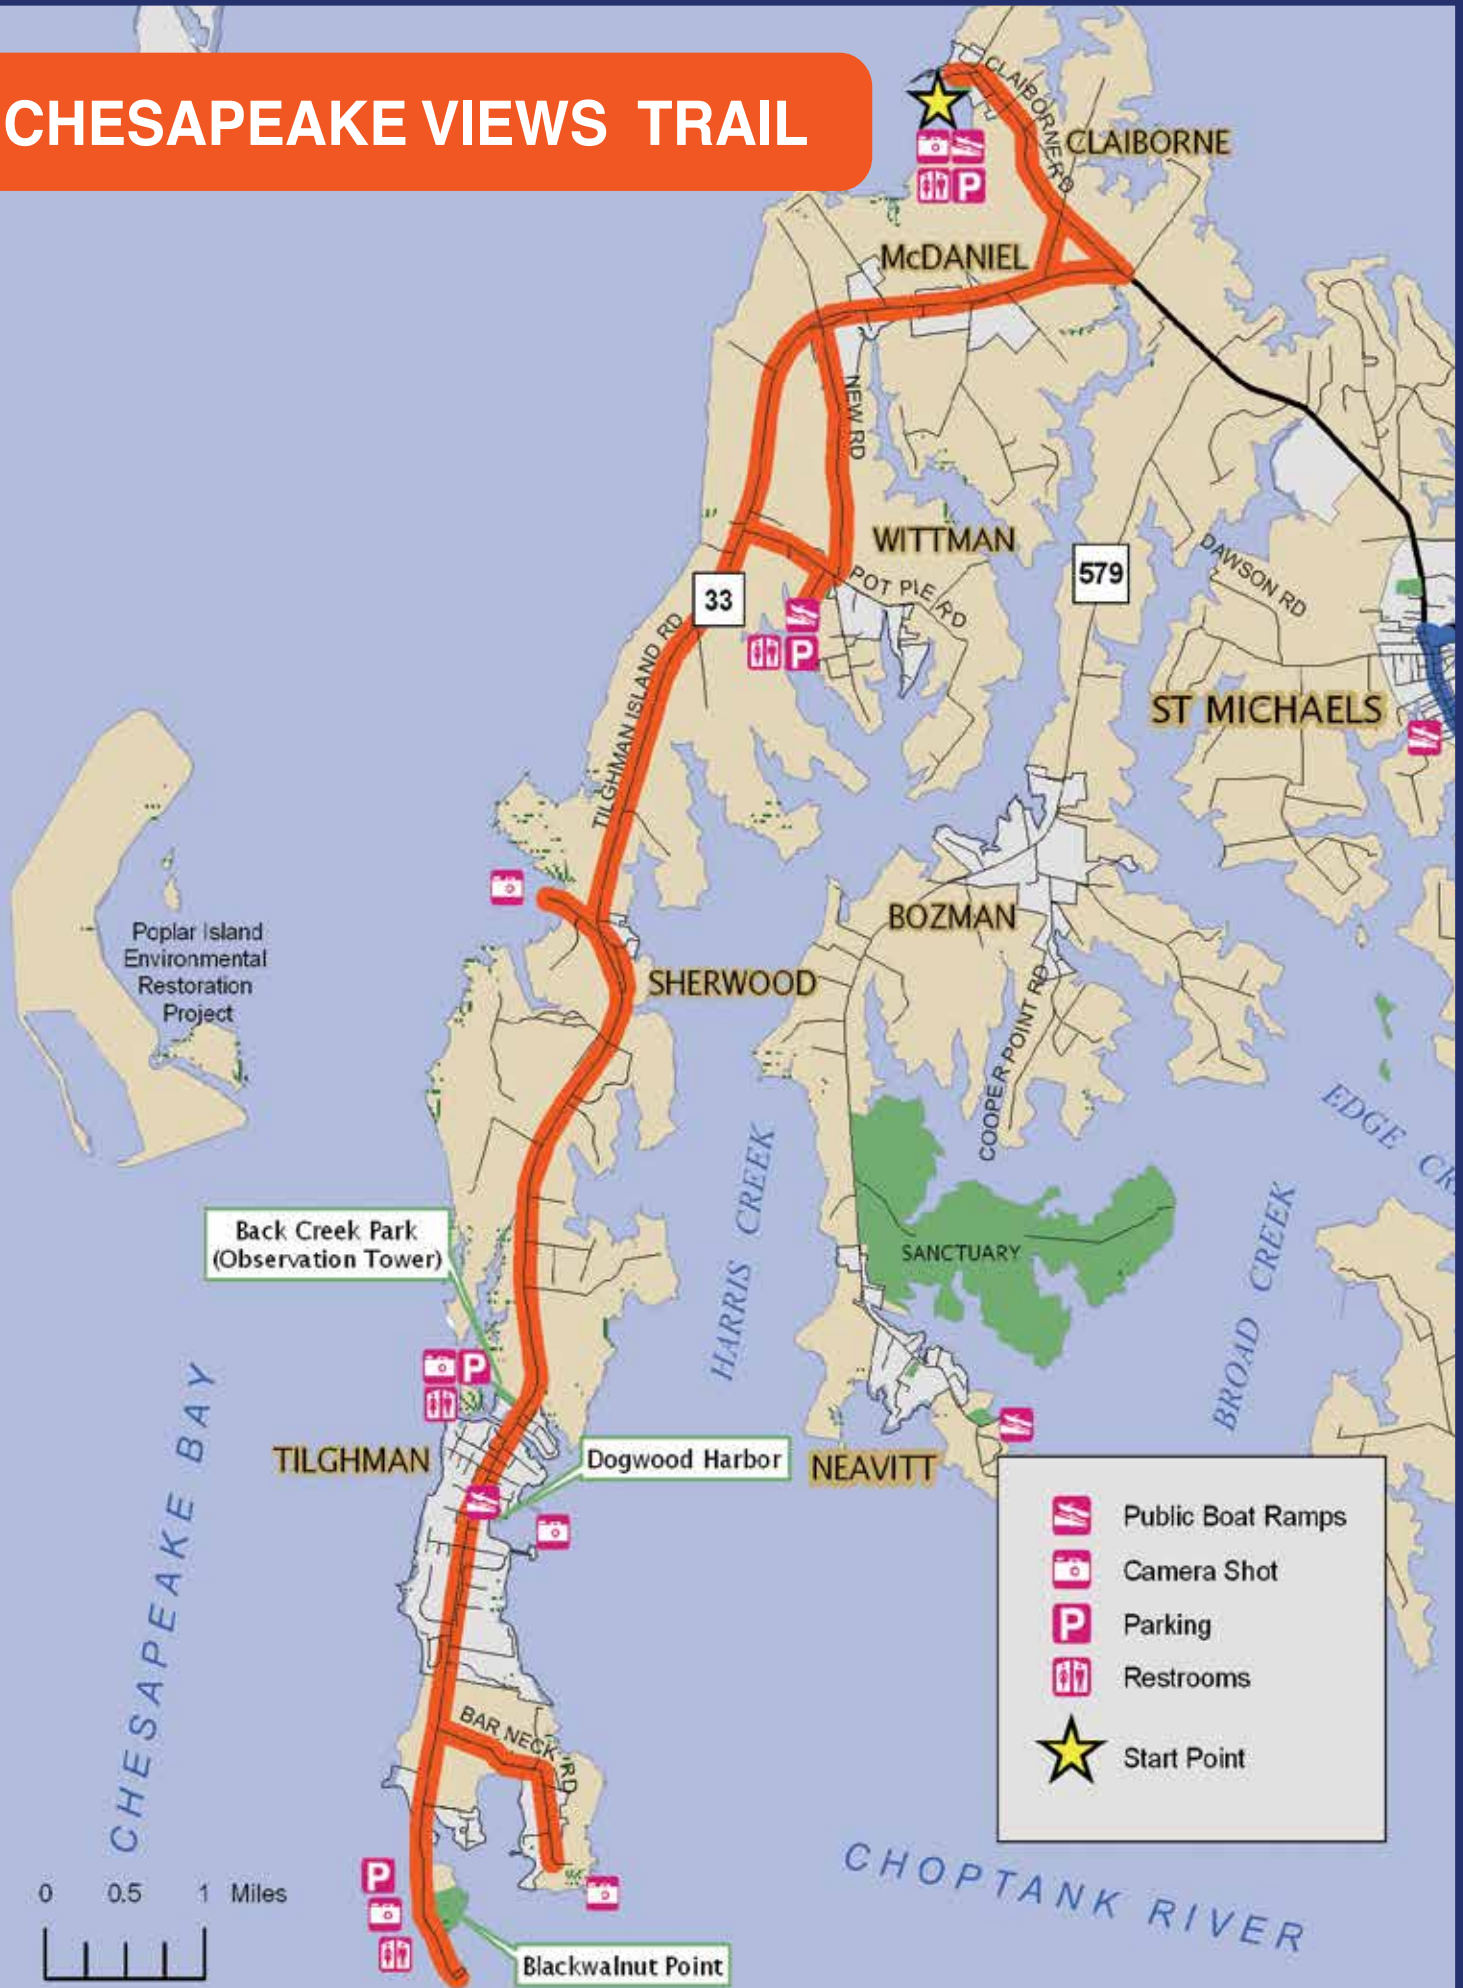 CHESAPEAKE VIEWS TRAIL
CLAIBORNE RD
CLAIBORNE
P
McDANIEL
NEW RD
WITTMAN
POT PIE RD
579
DAWSON RD
33
P
TILGHMAN ISLAND RD
ST MICHAELS
BOZMAN
Poplar Island
Environmental
Restoration
Project
SHERWOOD
COOPER POINT RD
EDGE CR
HARRIS CREEK
Back Creek Park
(Observation Tower)
SANCTUARY
BROAD CREEK
P
CHESAPEAKE BAY
TILGHMAN
Dogwood Harbor
NEAVITT
Public Boat Ramps
Camera Shot
P Parking
Restrooms
Start Point
BAR NECK RD
CHOPTANK RIVER
P
0 0.5 1 Miles
Blackwalnut Point